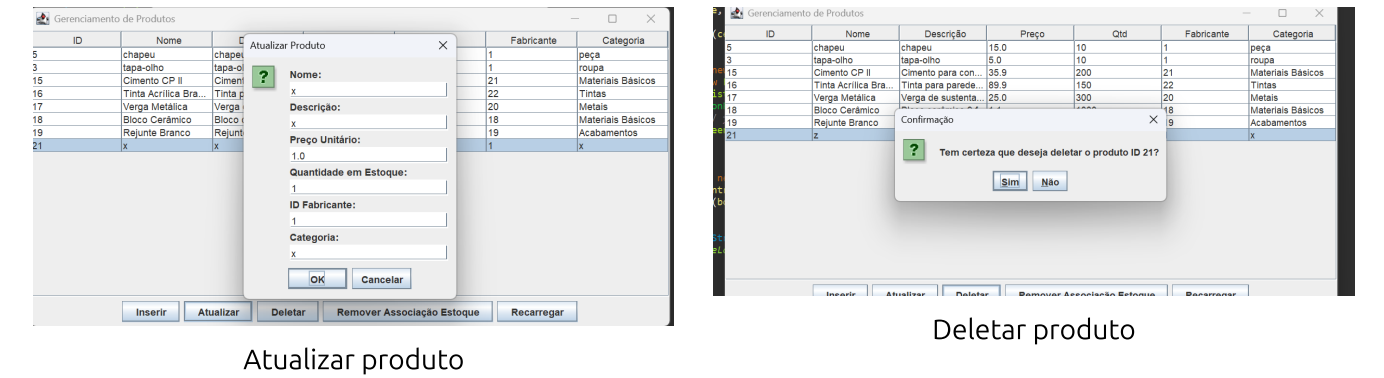 Gerenciamento de Produtos
ID Nome Fabricante Categoria
5 chapeu chapeu 1 peça
3 tapa-olho tapa-ol 1 roupa
15 Cimento CP II Ciment 21 Materiais Básicos
16 Tinta Acrílica Bra... Tinta p 22 Tintas
17 Verga Metálica Verga 20 Metais
18 Bloco Cerâmico Bloco 18 Materiais Básicos
19 Rejunte Branco Rejunt 19 Acabamentos
21 x x 1 x
Atualizar Produto
Nome:
x
Descrição:
x
Preço Unitário:
1.0
Quantidade em Estoque:
1
ID Fabricante:
1
Categoria:
x
OK Cancelar
Inserir Atualizar Deletar Remover Associação Estoque Recarregar
Atualizar produto
Gerenciamento de Produtos
ID Nome Descrição Preço Qtd Fabricante Categoria
5 chapeu chapeu 15.0 10 1 peça
3 tapa-olho tapa-olho 5.0 10 1 roupa
15 Cimento CP II Cimento para con... 35.9 200 21 Materiais Básicos
16 Tinta Acrílica Bra... Tinta para parede... 89.9 150 22 Tintas
17 Verga Metálica Verga de sustenta... 25.0 300 20 Metais
18 Bloco Cerâmico 18 Materiais Básicos
19 Rejunte Branco 19 Acabamentos
21 z x
Confirmação
Tem certeza que deseja deletar o produto ID 21?
Sim Não
Inserir Atualizar Deletar Remover Associação Estoque Recarregar
Deletar produto